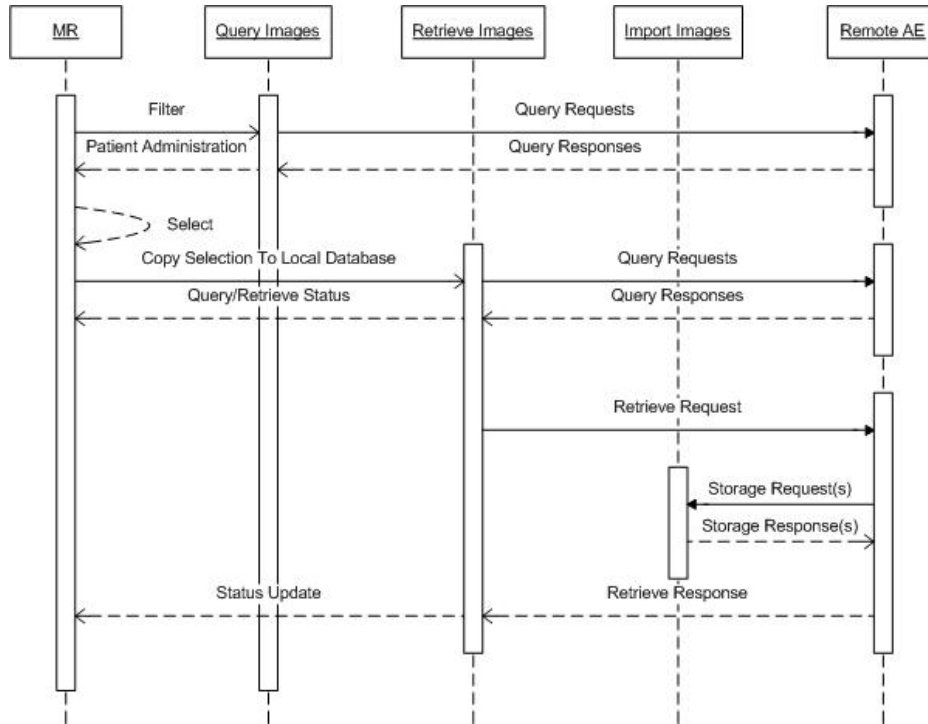 MR
Query Images
Retrieve Images
Import Images
Remote AE
Filter
Query Requests
Patient Administration
Query Responses
Select
Copy Selection To Local Database
Query Requests
Query/Retrieve Status
Query Responses
Retrieve Request
Storage Request(s)
Storage Response(s)
Status Update
Retrieve Response